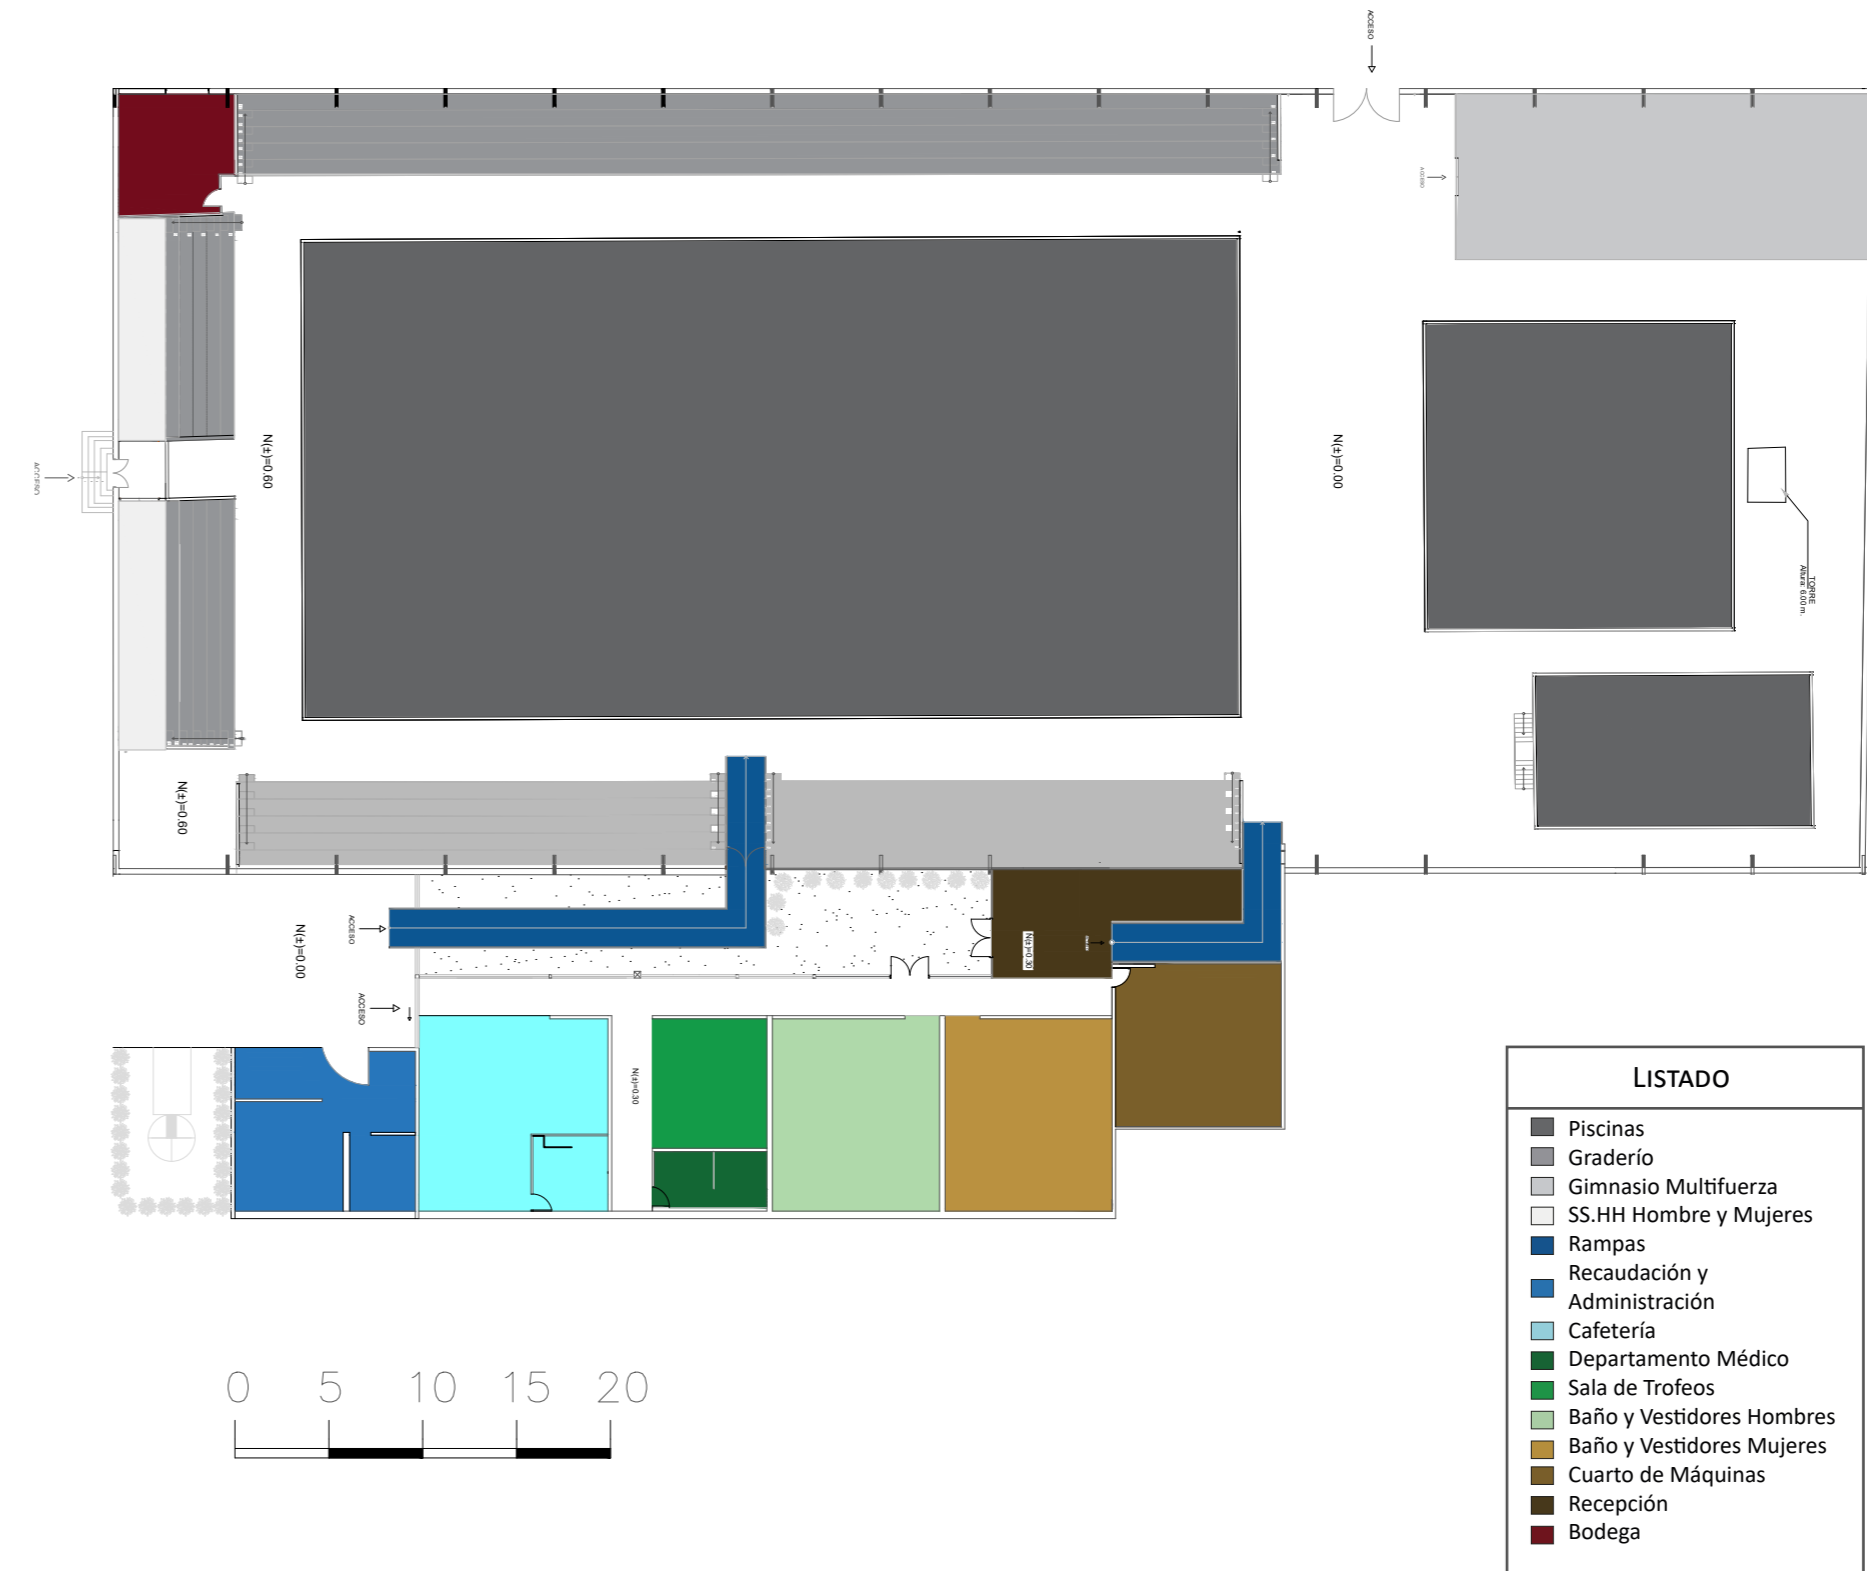 ACCESO
ACCESO
ACCESO
N(±)=0.60
N(±)=0.00
TORRE
Altura: 6.00 m.
N(±)=0.60
N(±)=0.00
ACCESO
N(±)=0.30
ACCESO
N(±)=0.30
LISTADO
Piscinas
Graderío
Gimnasio Multifuerza
SS.HH Hombre y Mujeres
Rampas
Recaudación y
Administración
Cafetería
Departamento Médico
Sala de Trofeos
Baño y Vestidores Hombres
Baño y Vestidores Mujeres
Cuarto de Máquinas
Recepción
Bodega
0 5 10 15 20